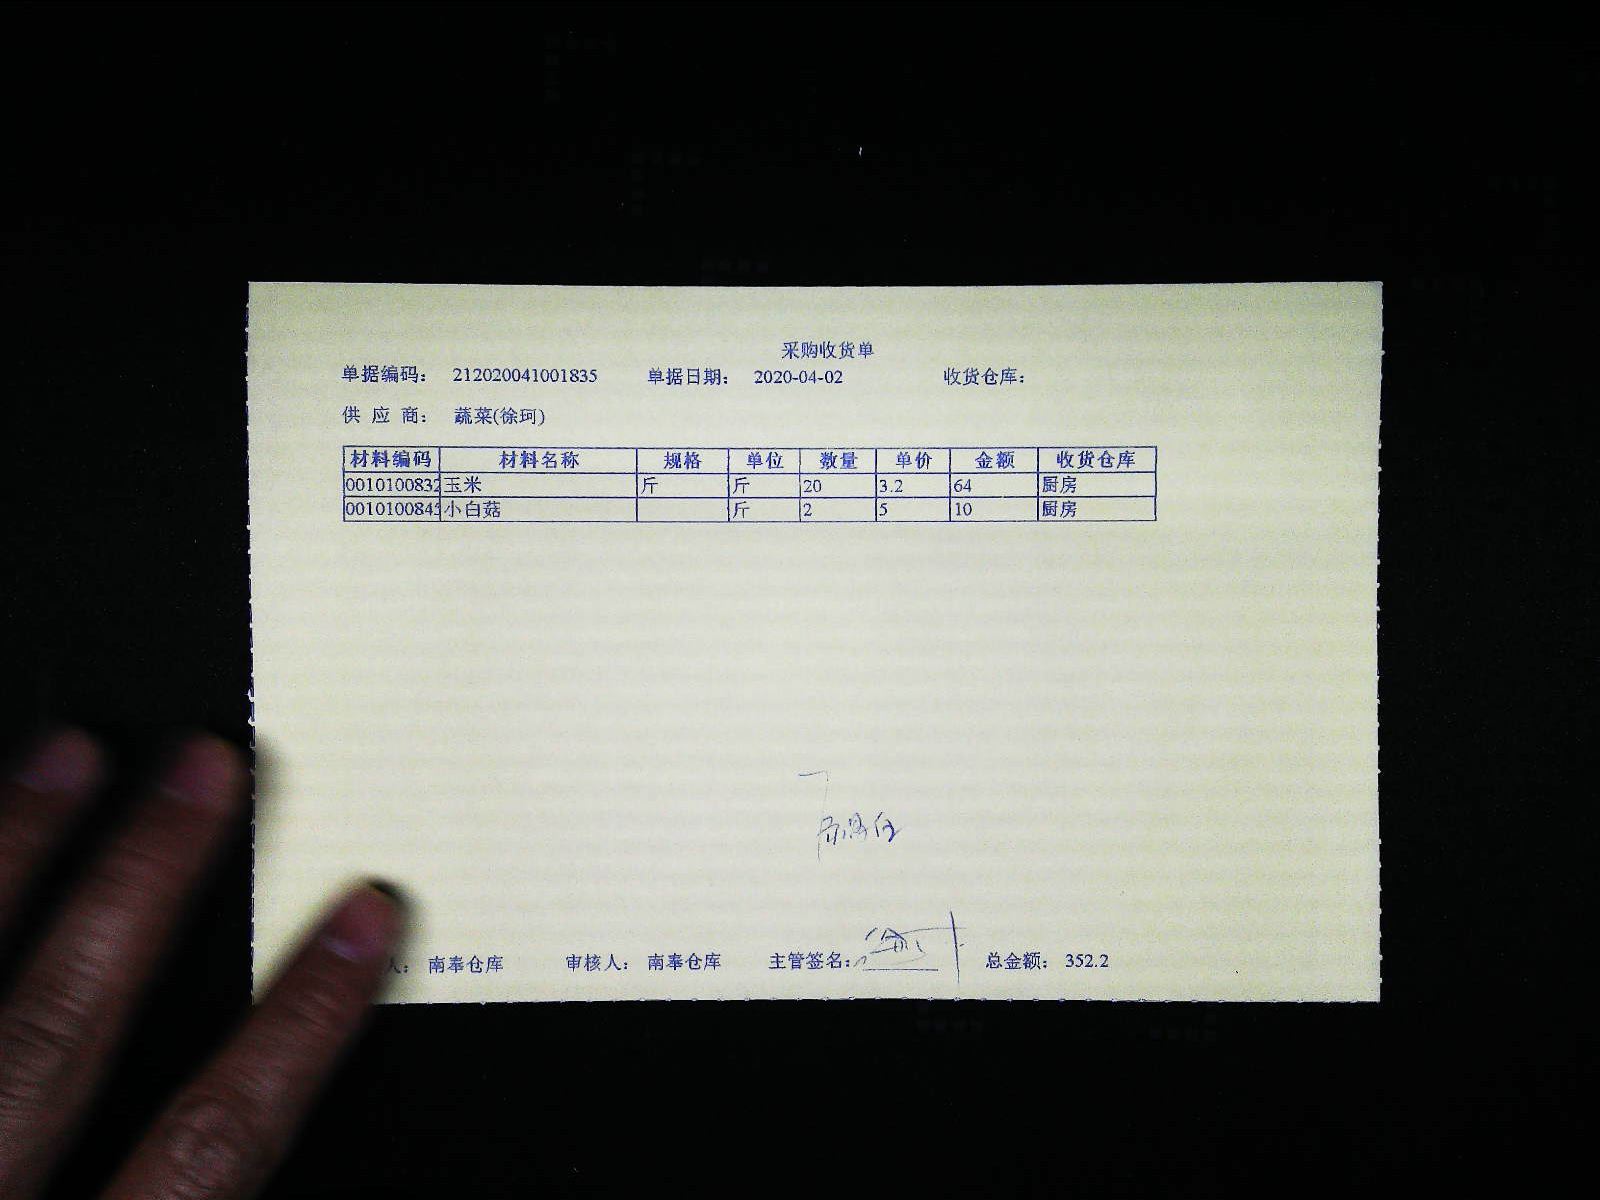 采购收货单
单据编码: 212020041001835 单据日期: 2020-04-02 收货仓库:
供 应 商: 蔬菜(徐珂)
材料编码 材料名称 规格 单位 数量 单价 金额 收货仓库
0010100832 玉米 斤 斤 20 3.2 64 厨房
001010084 小白菇 斤 2 5 10 厨房
人: 南奉仓库 审核人: 南奉仓库 主管签名: 总金额: 352.2